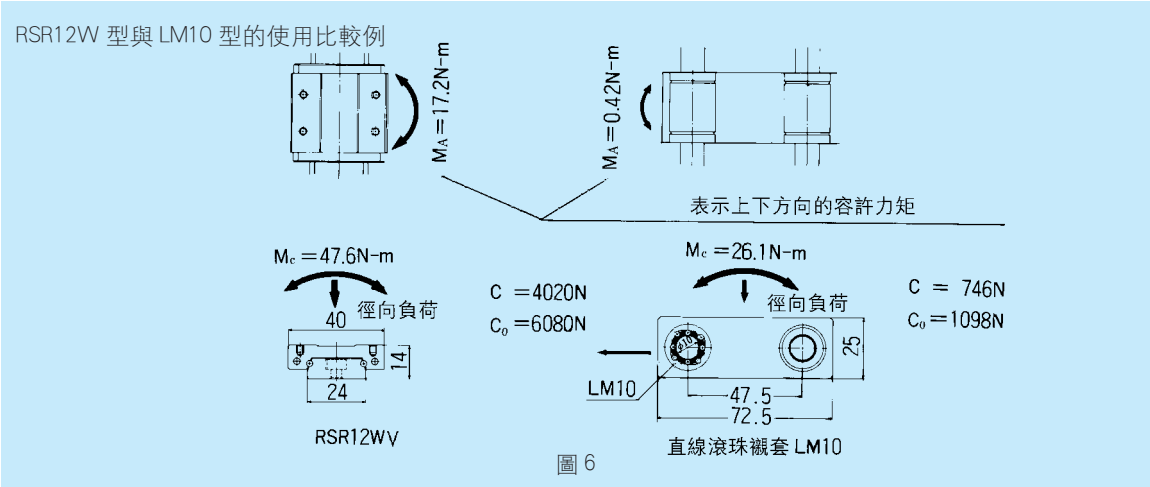 RSR12W 型與 LM10 型的使用比較例
MA＝17.2N-m
MA＝0.42N-m
表示上下方向的容許力矩
Mc＝47.6N-m
徑向負荷
40
14
24
RSR12WV
C ＝4020N
C0＝6080N
Mc＝26.1N-m
徑向負荷
C ＝ 746N
C0＝1098N
φ10
25
LM10
47.5
72.5
直線滾珠襯套 LM10
圖 6